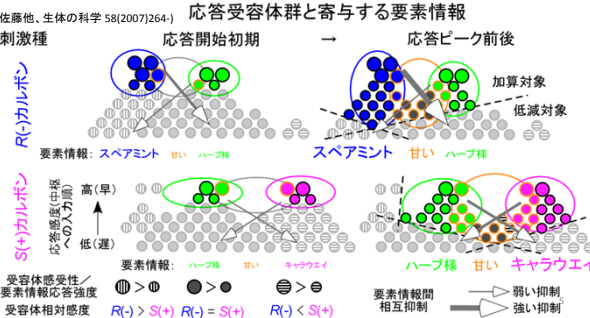 佐藤他、生体の科学 58(2007)264-)
応答受容体群と寄与する要素情報
刺激種
応答開始初期
→
応答ピーク前後
R(-)カルボン
加算対象
低減対象
要素情報: スペアミント 甘い ハーブ様
スペアミント 甘い ハーブ様
S(+)カルボン
応答感度(中枢への入力順)
高(早)
低(遅)
要素情報: ハーブ様 甘い キャラウエイ
ハーブ様 甘い キャラウエイ
受容体感受性/
要素情報応答強度
> > >
受容体相対感度 R(-) > S(+) R(-) = S(+) R(-) < S(+)
要素情報間
相互抑制
弱い抑制
強い抑制
5